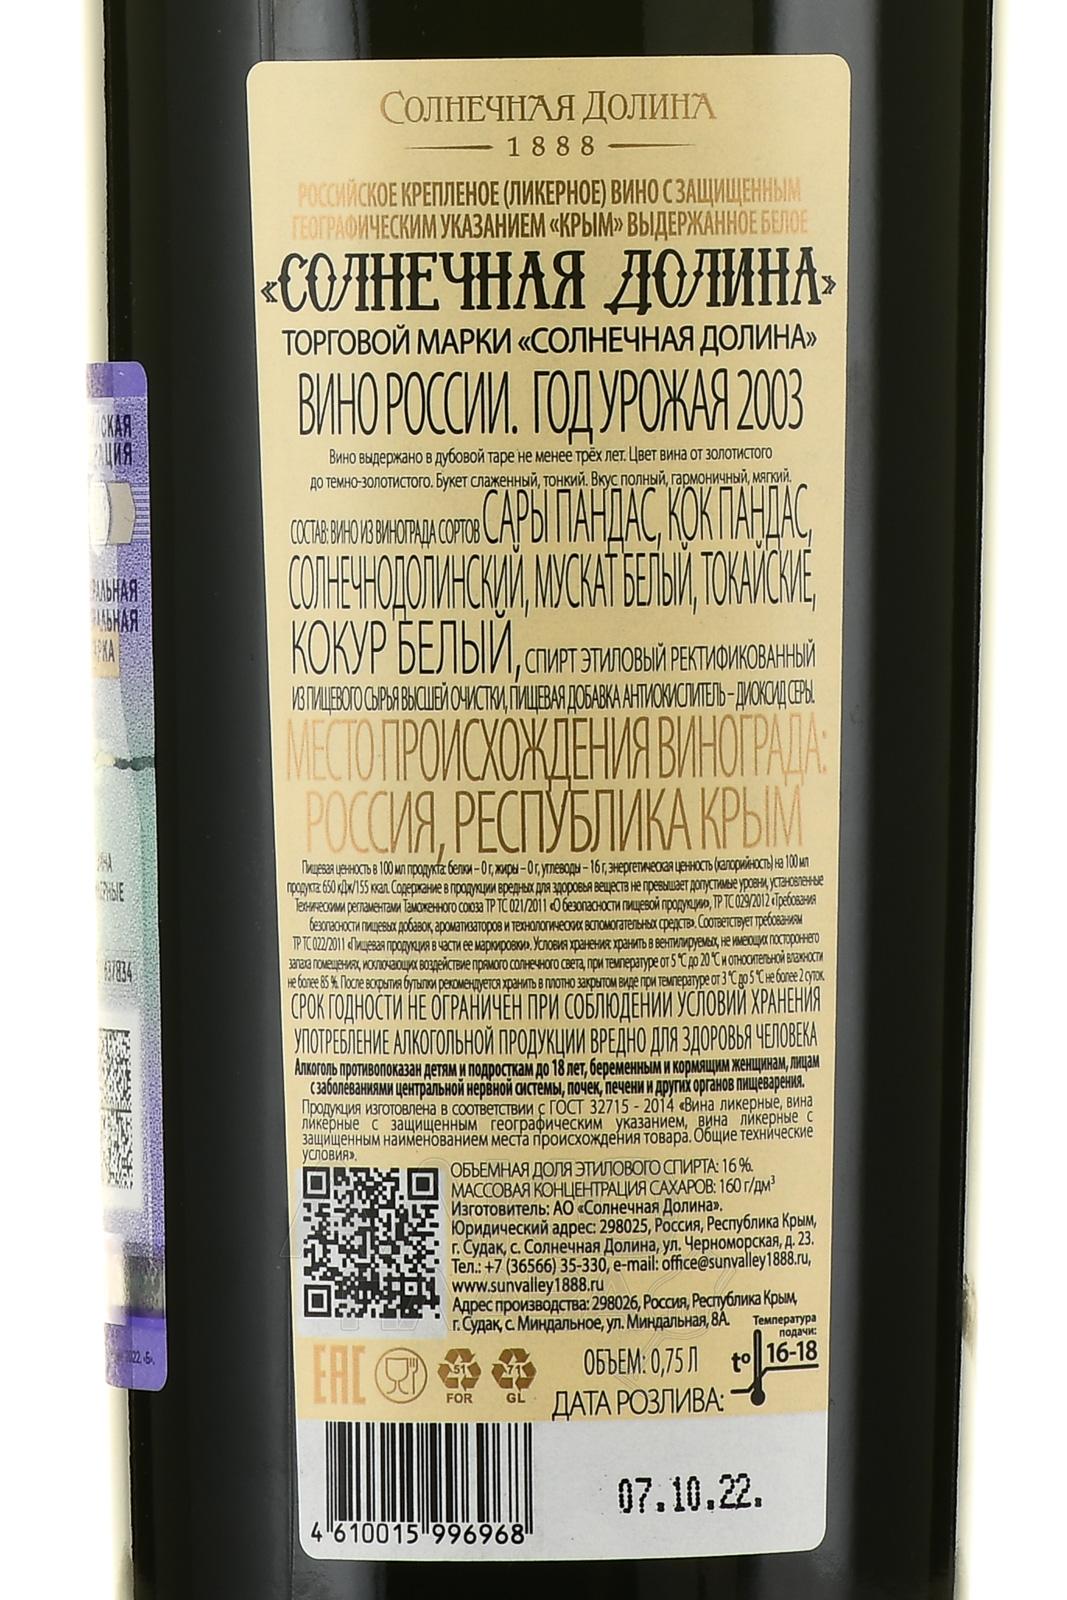 СОЛНЕЧНАЯ ДОЛИНА
1888
РОССИЙСКОЕ КРЕПЛЕНОЕ (ЛИКЕРНОЕ) ВИНО С ЗАЩИЩЕННЫМ
ГЕОГРАФИЧЕСКИМ УКАЗАНИЕМ «КРЫМ» ВЫДЕРЖАННОЕ БЕЛОЕ
«СОЛНЕЧНАЯ ДОЛИНА»
ТОРГОВОЙ МАРКИ «СОЛНЕЧНАЯ ДОЛИНА»
ВИНО РОССИИ. ГОД УРОЖАЯ 2003
Вино выдержано в дубовой таре не менее трёх лет. Цвет вина от золотистого
до темно-золотистого. Букет слаженный, тонкий. Вкус полный, гармоничный, мягкий.
СОСТАВ: ВИНО ИЗ ВИНОГРАДА СОРТОВ САРЫ ПАНДАС, КОК ПАНДАС,
СОЛНЕЧНОДОЛИНСКИЙ, МУСКАТ БЕЛЫЙ, ТОКАЙСКИЕ,
КОКУР БЕЛЫЙ, СПИРТ ЭТИЛОВЫЙ РЕКТИФИКОВАННЫЙ
ИЗ ПИЩЕВОГО СЫРЬЯ ВЫСШЕЙ ОЧИСТКИ, ПИЩЕВАЯ ДОБАВКА АНТИОКИСЛИТЕЛЬ – ДИОКСИД СЕРЫ.
МЕСТО ПРОИСХОЖДЕНИЯ ВИНОГРАДА:
РОССИЯ, РЕСПУБЛИКА КРЫМ
Пищевая ценность в 100 мл продукта: белки – 0 г, жиры – 0 г, углеводы – 16 г, энергетическая ценность (калорийность) на 100 мл
продукта: 650 кДж/155 ккал. Содержание в продукции вредных для здоровья веществ не превышает допустимые уровни, установленные
Техническими регламентами Таможенного союза ТР ТС 021/2011 «О безопасности пищевой продукции», ТР ТС 029/2012 «Требования
безопасности пищевых добавок, ароматизаторов и технологических вспомогательных средств». Соответствует требованиям
ТР ТС 022/2011 «Пищевая продукция в части ее маркировки». Условия хранения: хранить в вентилируемых, не имеющих постороннего
запаха помещениях, исключающих воздействие прямого солнечного света, при температуре от 5 °С до 20 °С и относительной влажности
не более 85 %. После вскрытия бутылки рекомендуется хранить в плотно закрытом виде при температуре от 3 °С до 5 °С не более 2 суток.
СРОК ГОДНОСТИ НЕ ОГРАНИЧЕН ПРИ СОБЛЮДЕНИИ УСЛОВИЙ ХРАНЕНИЯ
УПОТРЕБЛЕНИЕ АЛКОГОЛЬНОЙ ПРОДУКЦИИ ВРЕДНО ДЛЯ ЗДОРОВЬЯ ЧЕЛОВЕКА
Алкоголь противопоказан детям и подросткам до 18 лет, беременным и кормящим женщинам, лицам
с заболеваниями центральной нервной системы, почек, печени и других органов пищеварения.
Продукция изготовлена в соответствии с ГОСТ 32715 - 2014 «Вина ликерные, вина
ликерные с защищенным географическим указанием, вина ликерные с
защищенным наименованием места происхождения товара. Общие технические
условия».
ОБЪЕМНАЯ ДОЛЯ ЭТИЛОВОГО СПИРТА: 16 %.
МАССОВАЯ КОНЦЕНТРАЦИЯ САХАРОВ: 160 г/дм³
Изготовитель: АО «Солнечная Долина».
Юридический адрес: 298025, Россия, Республика Крым,
г. Судак, с. Солнечная Долина, ул. Черноморская, д. 23.
Тел.: +7 (36566) 35-330, e-mail: office@sunvalley1888.ru,
www.sunvalley1888.ru
Адрес производства: 298026, Россия, Республика Крым,
г. Судак, с. Миндальное, ул. Миндальная, 8А.
Температура
подачи:
t° 16-18
EAC
51
FOR
71
GL
ОБЪЕМ: 0,75 Л
ДАТА РОЗЛИВА:
07.10.22.
4 610015 996968